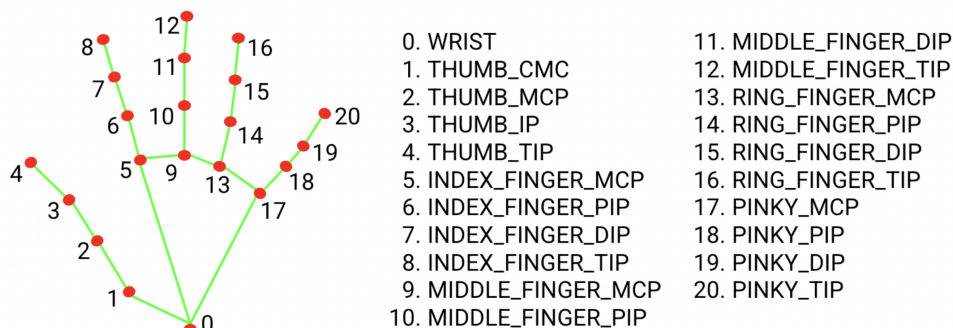 12
8
16
11
7
15
10
6
20
14
4
5
9
19
13
18
3
17
2
1
0
0. WRIST
1. THUMB_CMC
2. THUMB_MCP
3. THUMB_IP
4. THUMB_TIP
5. INDEX_FINGER_MCP
6. INDEX_FINGER_PIP
7. INDEX_FINGER_DIP
8. INDEX_FINGER_TIP
9. MIDDLE_FINGER_MCP
10. MIDDLE_FINGER_PIP
11. MIDDLE_FINGER_DIP
12. MIDDLE_FINGER_TIP
13. RING_FINGER_MCP
14. RING_FINGER_PIP
15. RING_FINGER_DIP
16. RING_FINGER_TIP
17. PINKY_MCP
18. PINKY_PIP
19. PINKY_DIP
20. PINKY_TIP